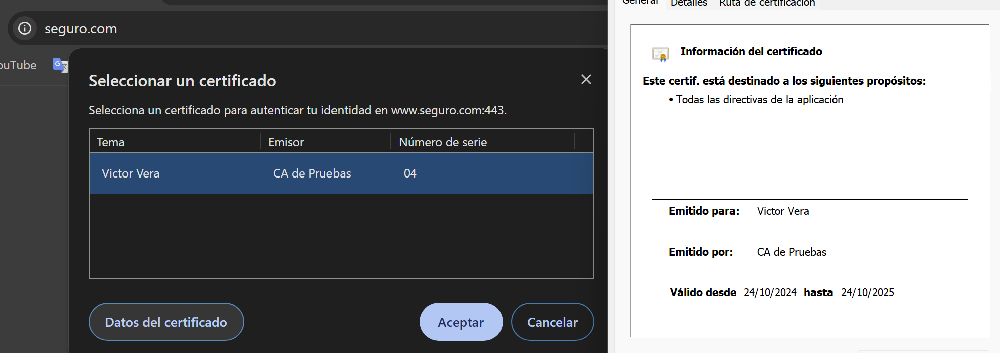 seguro.com
ouTube
Seleccionar un certificado
Selecciona un certificado para autenticar tu identidad en www.seguro.com:443.
Tema Emisor Número de serie
Victor Vera CA de Pruebas 04
Datos del certificado Aceptar Cancelar
General Detalles Ruta de certificación
Información del certificado
Este certif. está destinado a los siguientes propósitos:
• Todas las directivas de la aplicación
Emitido para: Victor Vera
Emitido por: CA de Pruebas
Válido desde 24/10/2024 hasta 24/10/2025